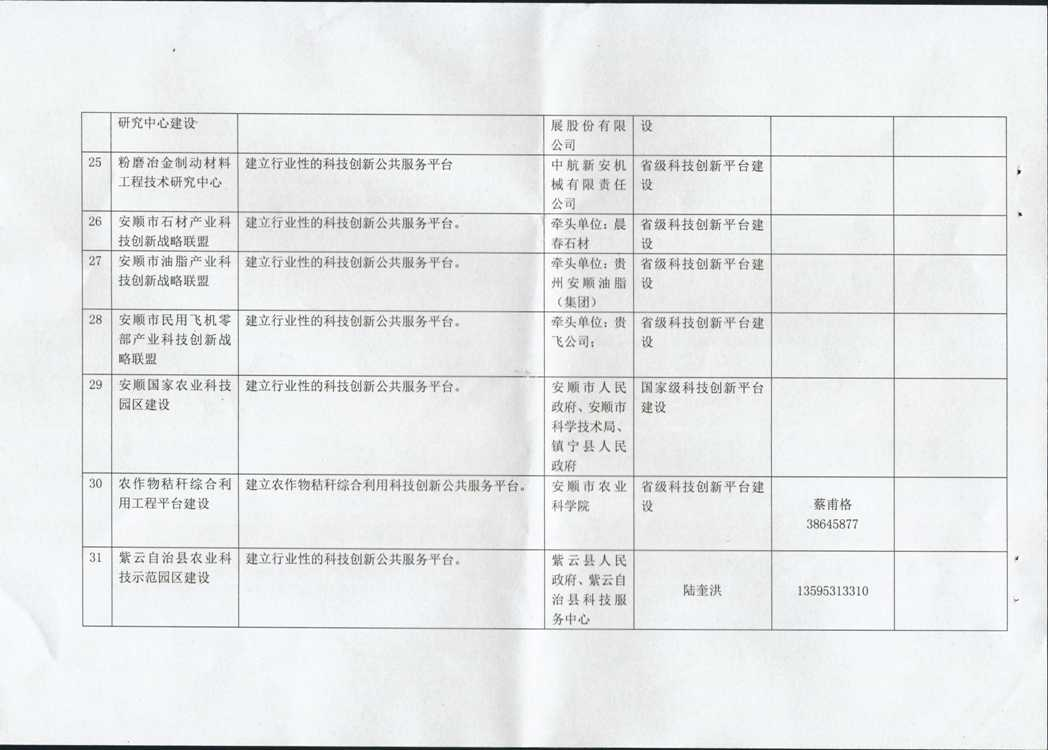 研究中心建设
展股份有限
公司
设
25
粉磨冶金制动材料
工程技术研究中心
建立行业性的科技创新公共服务平台
中航新安机
械有限责任
公司
省级科技创新平台建
设
26
安顺市石材产业科
技创新战略联盟
建立行业性的科技创新公共服务平台。
牵头单位：晨
春石材
省级科技创新平台建
设
27
安顺市油脂产业科
技创新战略联盟
建立行业性的科技创新公共服务平台。
牵头单位：贵
州安顺油脂
（集团）
省级科技创新平台建
设
28
安顺市民用飞机零
部产业科技创新战
略联盟
建立行业性的科技创新公共服务平台。
牵头单位：贵
飞公司；
省级科技创新平台建
设
29
安顺国家农业科技
园区建设
建立行业性的科技创新公共服务平台。
安顺市人民
政府、安顺市
科学技术局、
镇宁县人民
政府
国家级科技创新平台
建设
30
农作物秸秆综合利
用工程平台建设
建立农作物秸秆综合利用科技创新公共服务平台。
安顺市农业
科学院
省级科技创新平台建
设
蔡甫格
38645877
31
紫云自治县农业科
技示范园区建设
建立行业性的科技创新公共服务平台。
紫云县人民
政府、紫云自
治县科技服
务中心
陆奎洪
13595313310